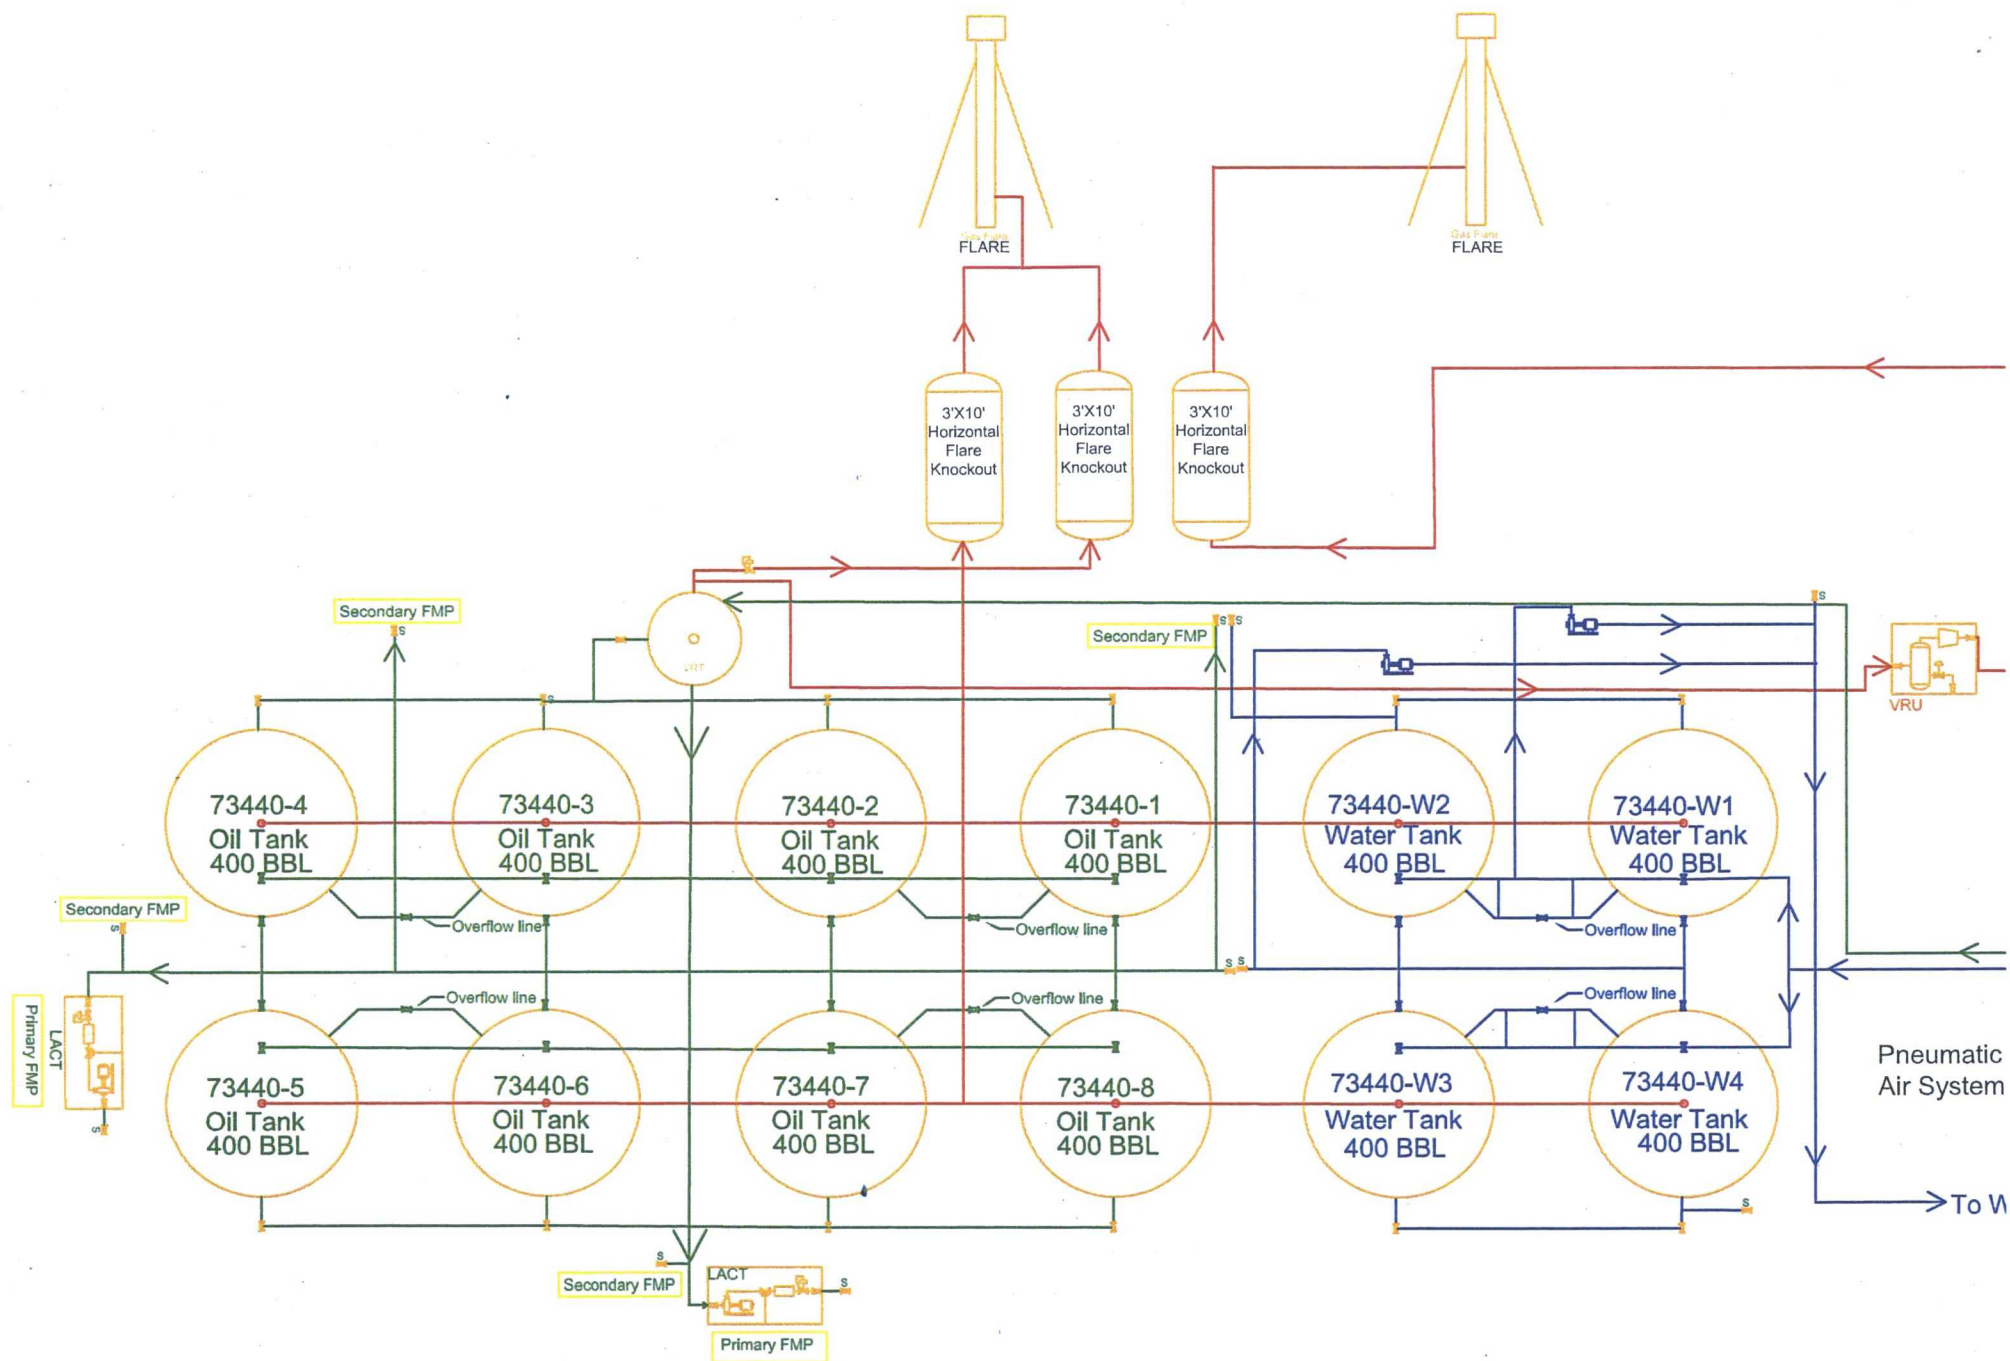 Gas Flare
FLARE
Gas Flare
FLARE
3'X10'
Horizontal
Flare
Knockout
3'X10'
Horizontal
Flare
Knockout
3'X10'
Horizontal
Flare
Knockout
Secondary FMP
S
VRT
Secondary FMP
S
S
S
VRU
S
73440-4
Oil Tank
400 BBL
73440-3
Oil Tank
400 BBL
73440-2
Oil Tank
400 BBL
73440-1
Oil Tank
400 BBL
73440-W2
Water Tank
400 BBL
73440-W1
Water Tank
400 BBL
Secondary FMP
S
Overflow line
Overflow line
Overflow line
S
S
Overflow line
Overflow line
Overflow line
Primary FMP
LACT
S
73440-5
Oil Tank
400 BBL
73440-6
Oil Tank
400 BBL
73440-7
Oil Tank
400 BBL
73440-8
Oil Tank
400 BBL
73440-W3
Water Tank
400 BBL
73440-W4
Water Tank
400 BBL
Pneumatic
Air System
S
To W
S
Secondary FMP
LACT
S
Primary FMP